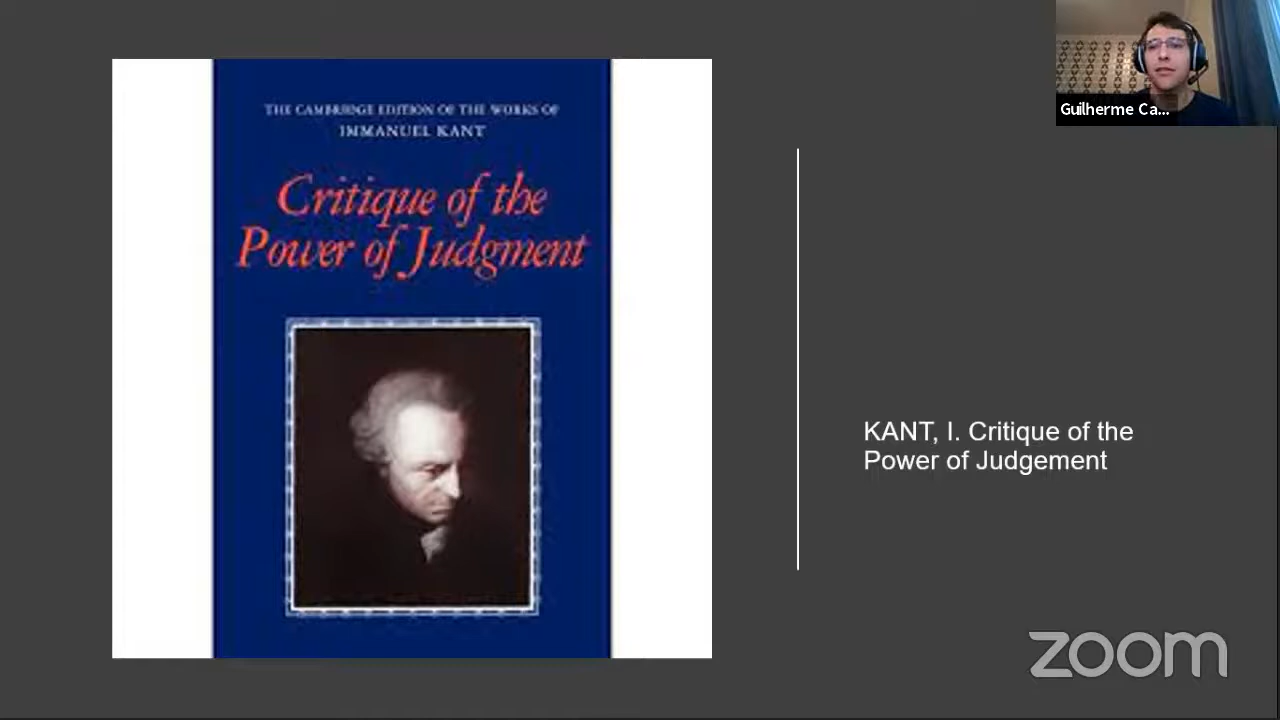 THE CAMBRIDGE EDITION OF THE WORKS OF
IMMANUEL KANT
Critique of the
Power of Judgment
Guilherme Ca...
KANT, I. Critique of the
Power of Judgement
zoom